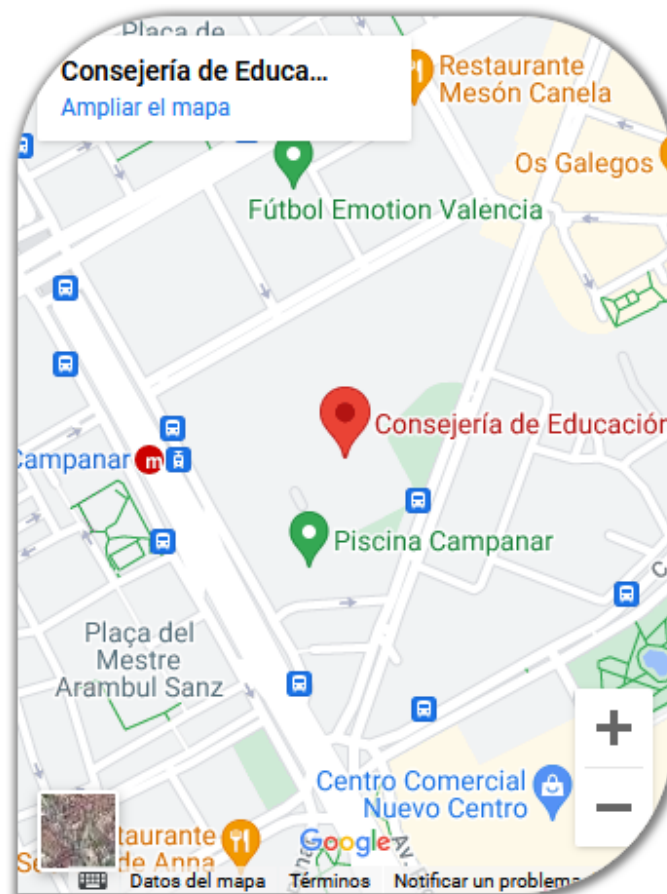 Plaça de
Consejería de Educa...
Ampliar el mapa
Restaurante
Mesón Canela
Os Galegos
Fútbol Emotion Valencia
Consejería de Educación
Campanar
m
Piscina Campanar
Plaça del
Mestre
Arambul Sanz
+
−
Centro Comercial
Nuevo Centro
taurante
de Anna
Google
Av.
Datos del mapa Términos Notificar un problema